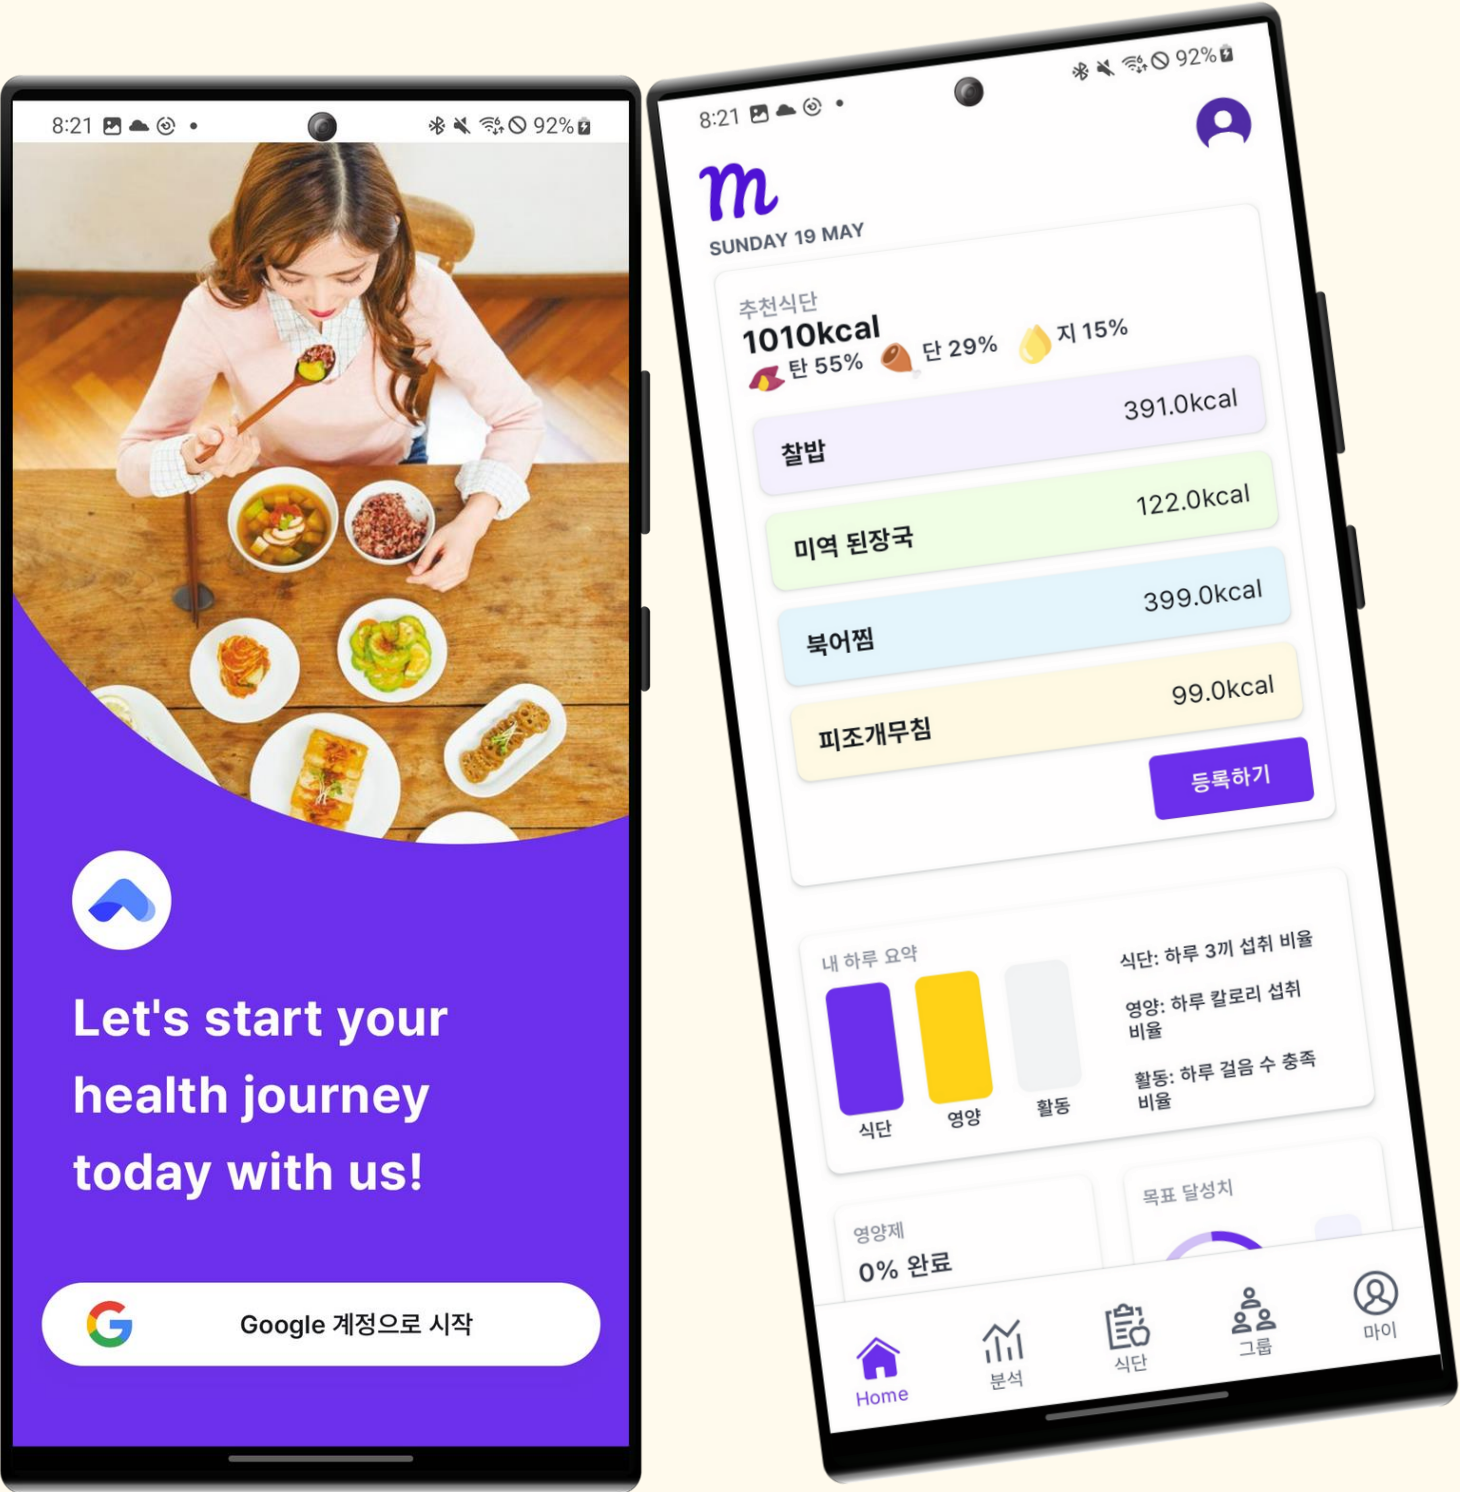 8:21
92%
Let's start your
health journey
today with us!
Google 계정으로 시작
8:21
92%
m
SUNDAY 19 MAY
추천식단
1010kcal
탄 55% 단 29% 지 15%
찰밥 391.0kcal
미역 된장국 122.0kcal
북어찜 399.0kcal
피조개무침 99.0kcal
등록하기
내 하루 요약
식단 영양 활동
식단: 하루 3끼 섭취 비율
영양: 하루 칼로리 섭취
비율
활동: 하루 걸음 수 충족
비율
영양제
0% 완료
목표 달성치
Home 분석 식단 그룹 마이